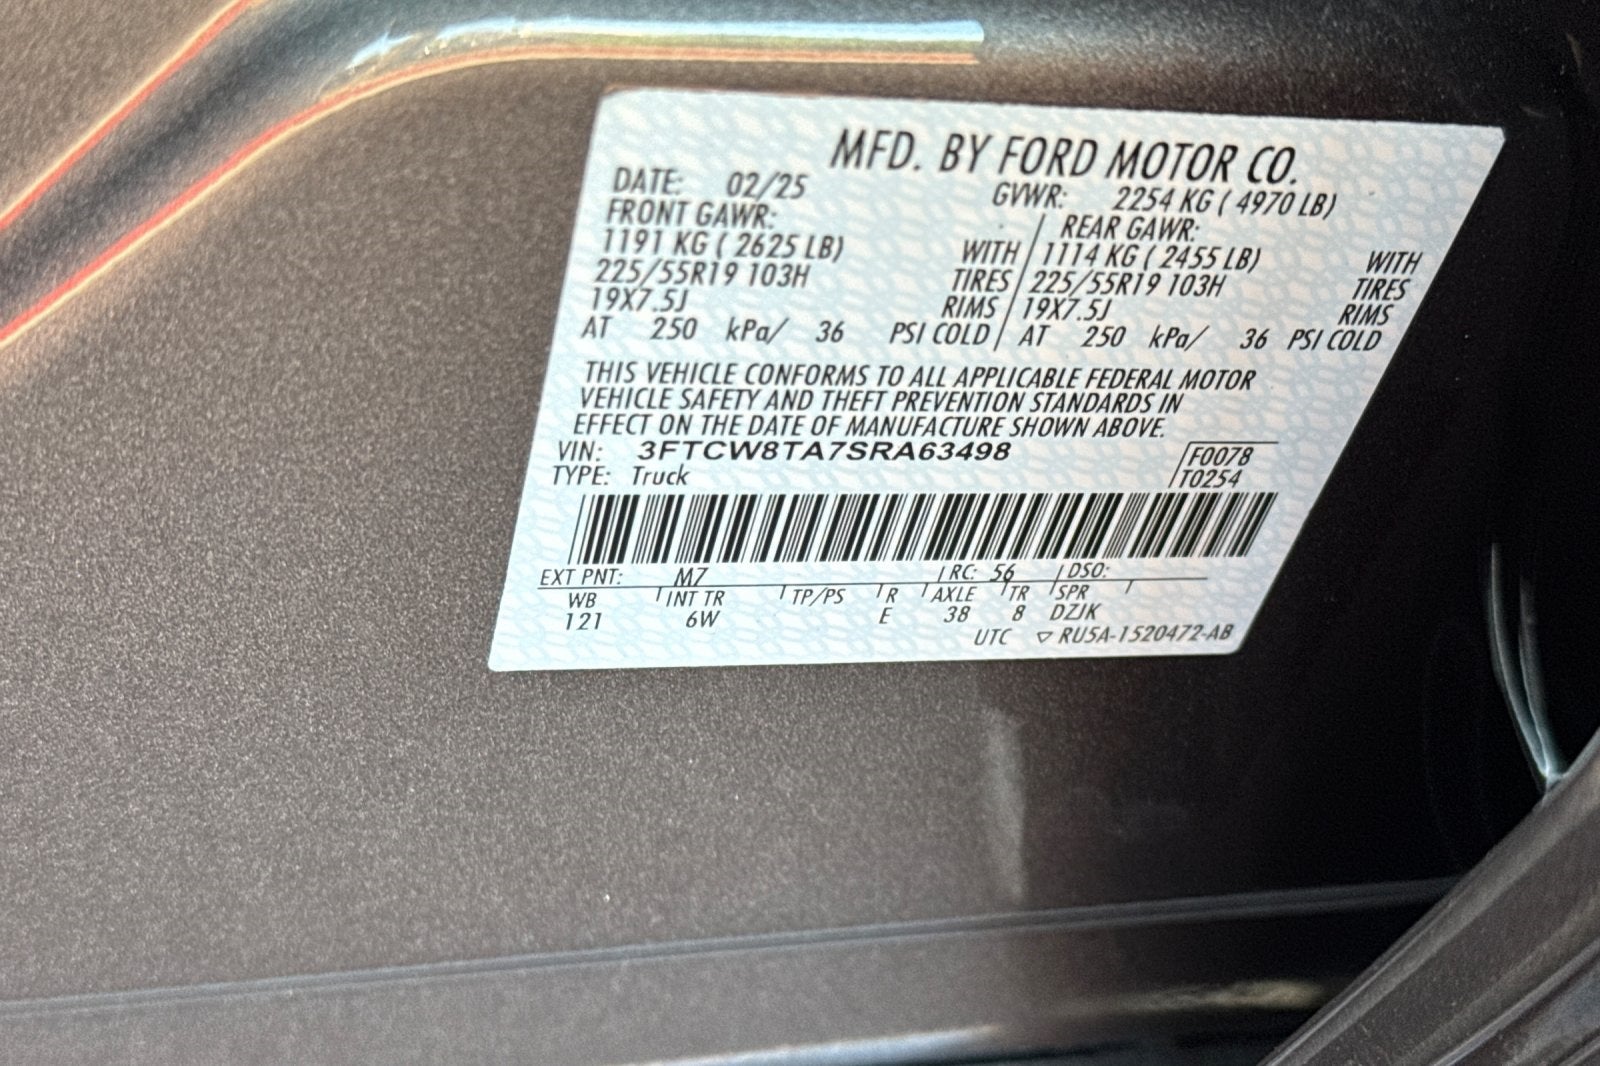 MFD. BY FORD MOTOR CO.
DATE: 02/25 GVWR: 2254 KG ( 4970 LB)
FRONT GAWR: REAR GAWR:
1191 KG ( 2625 LB) WITH 1114 KG ( 2455 LB) WITH
225/55R19 103H TIRES 225/55R19 103H TIRES
19X7.5J RIMS 19X7.5J RIMS
AT 250 kPa/ 36 PSI COLD AT 250 kPa/ 36 PSI COLD
THIS VEHICLE CONFORMS TO ALL APPLICABLE FEDERAL MOTOR
VEHICLE SAFETY AND THEFT PREVENTION STANDARDS IN
EFFECT ON THE DATE OF MANUFACTURE SHOWN ABOVE.
VIN: 3FTCW8TA7SRA63498 F0078
TYPE: Truck T0254
EXT PNT: M7 RC: 56 DSO:
WB INT TR TP/PS R AXLE TR SPR
121 6W E 38 8 DZJK
UTC ▽ RU5A-1520472-AB